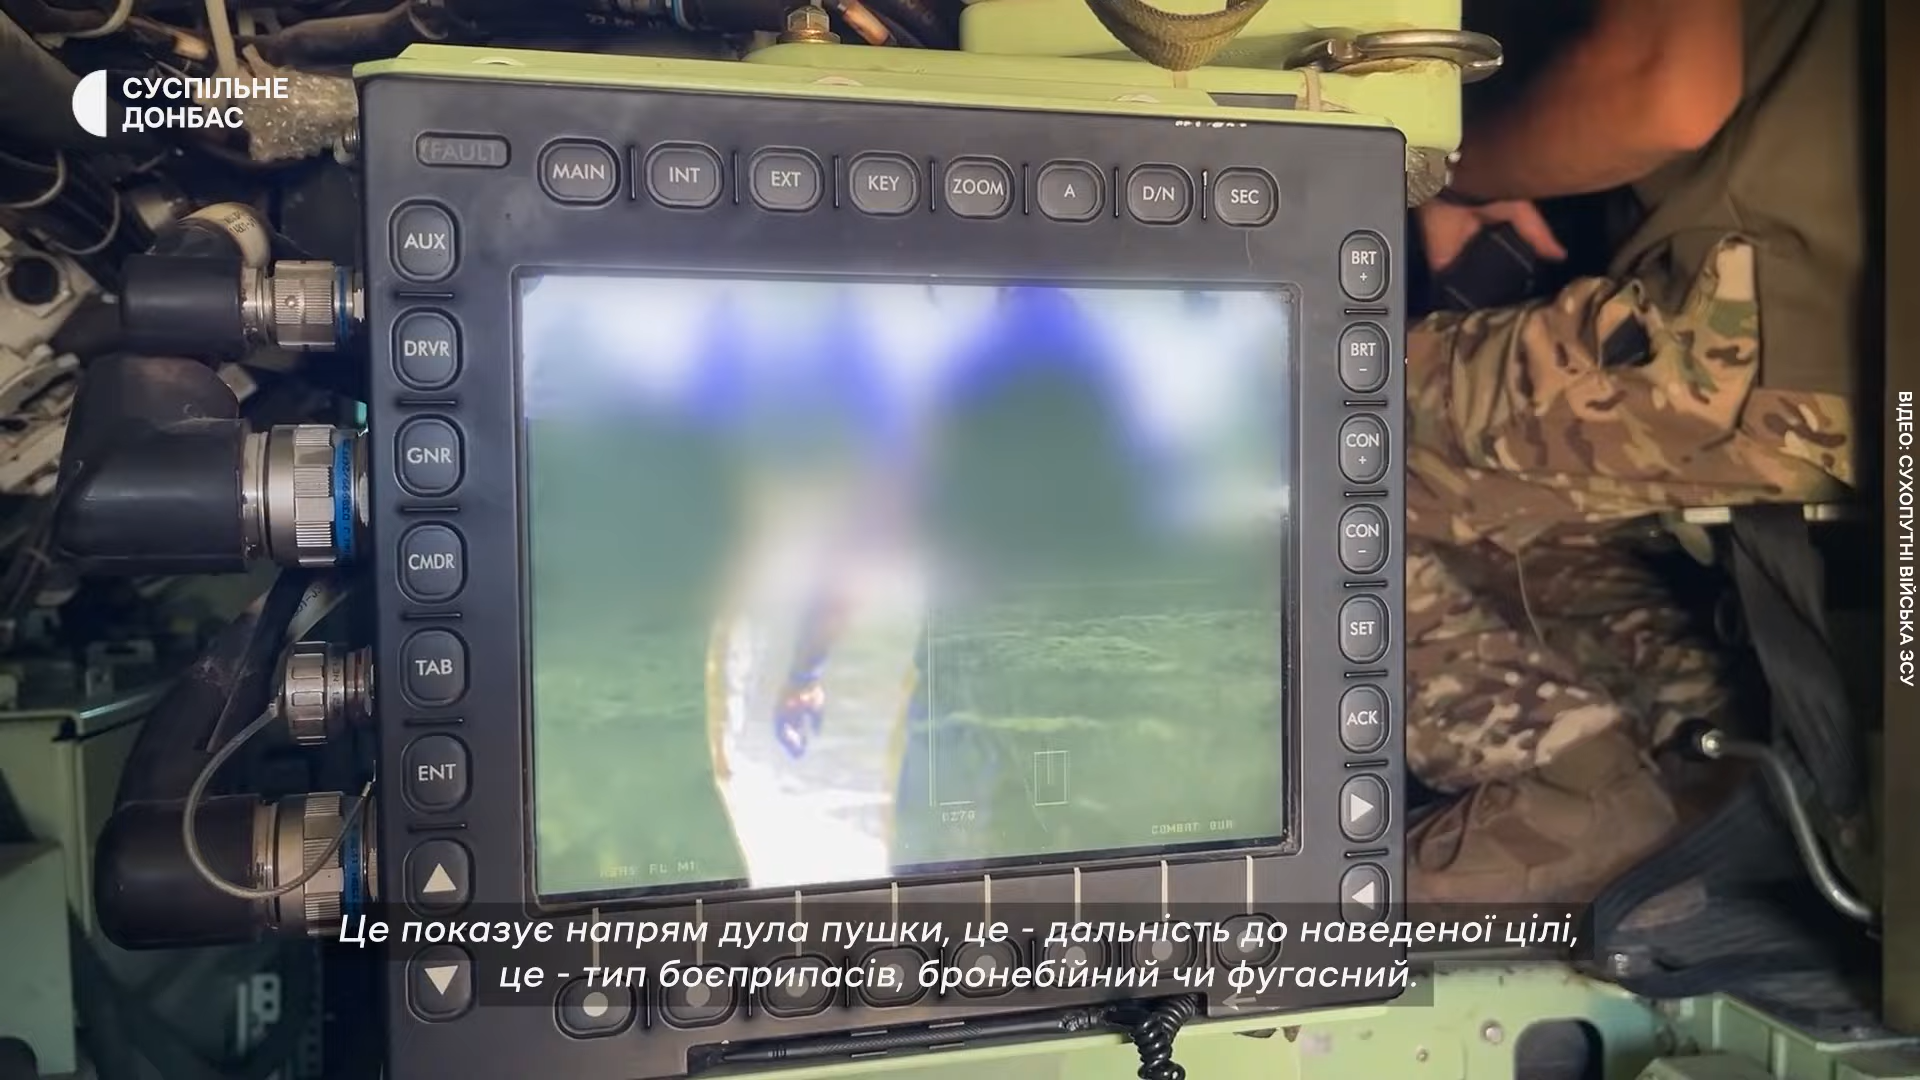 СУСПІЛЬНЕ
ДОНБАС
FAULT
MAIN
INT
EXT
KEY
ZOOM
A
D/N
SEC
AUX
DRVR
GNR
CMDR
TAB
ENT
BRT
+
BRT
-
CON
+
CON
-
SET
ACK
COMBAT
ВІДЕО: СУХОПУТНІ ВІЙСЬКА ЗСУ
Це показує напрям дула пушки, це - дальність до наведеної цілі,
це - тип боєприпасів, бронебійний чи фугасний.